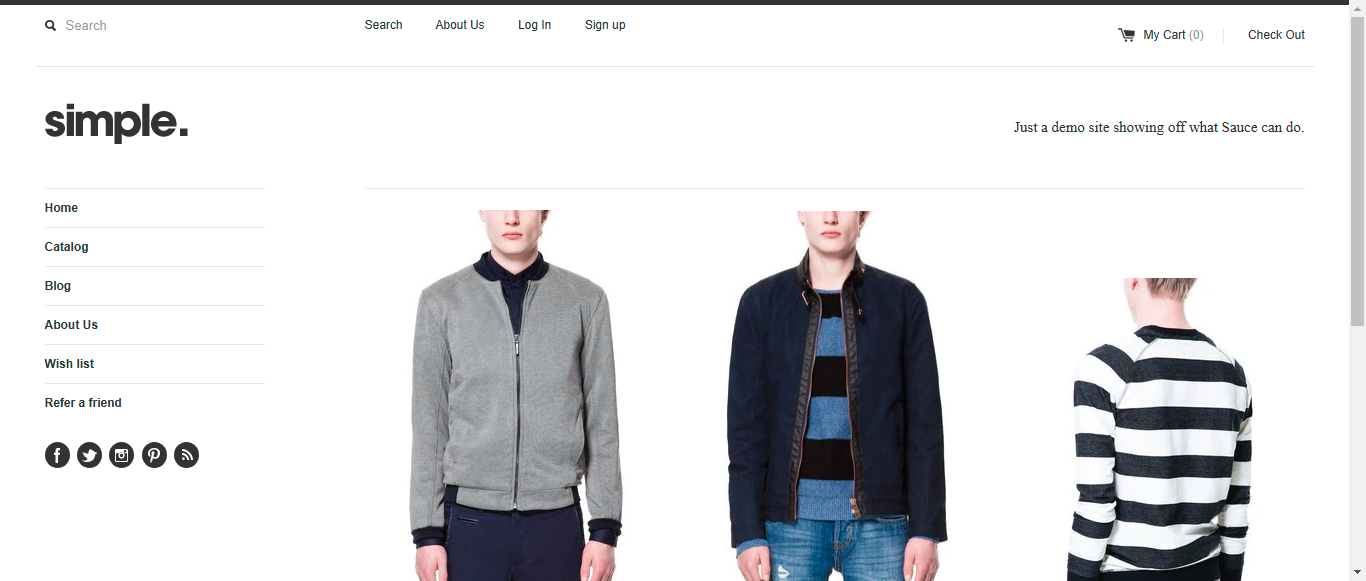 Search
Search About Us Log In Sign up
My Cart (0) Check Out
simple.
Just a demo site showing off what Sauce can do.
Home
Catalog
Blog
About Us
Wish list
Refer a friend